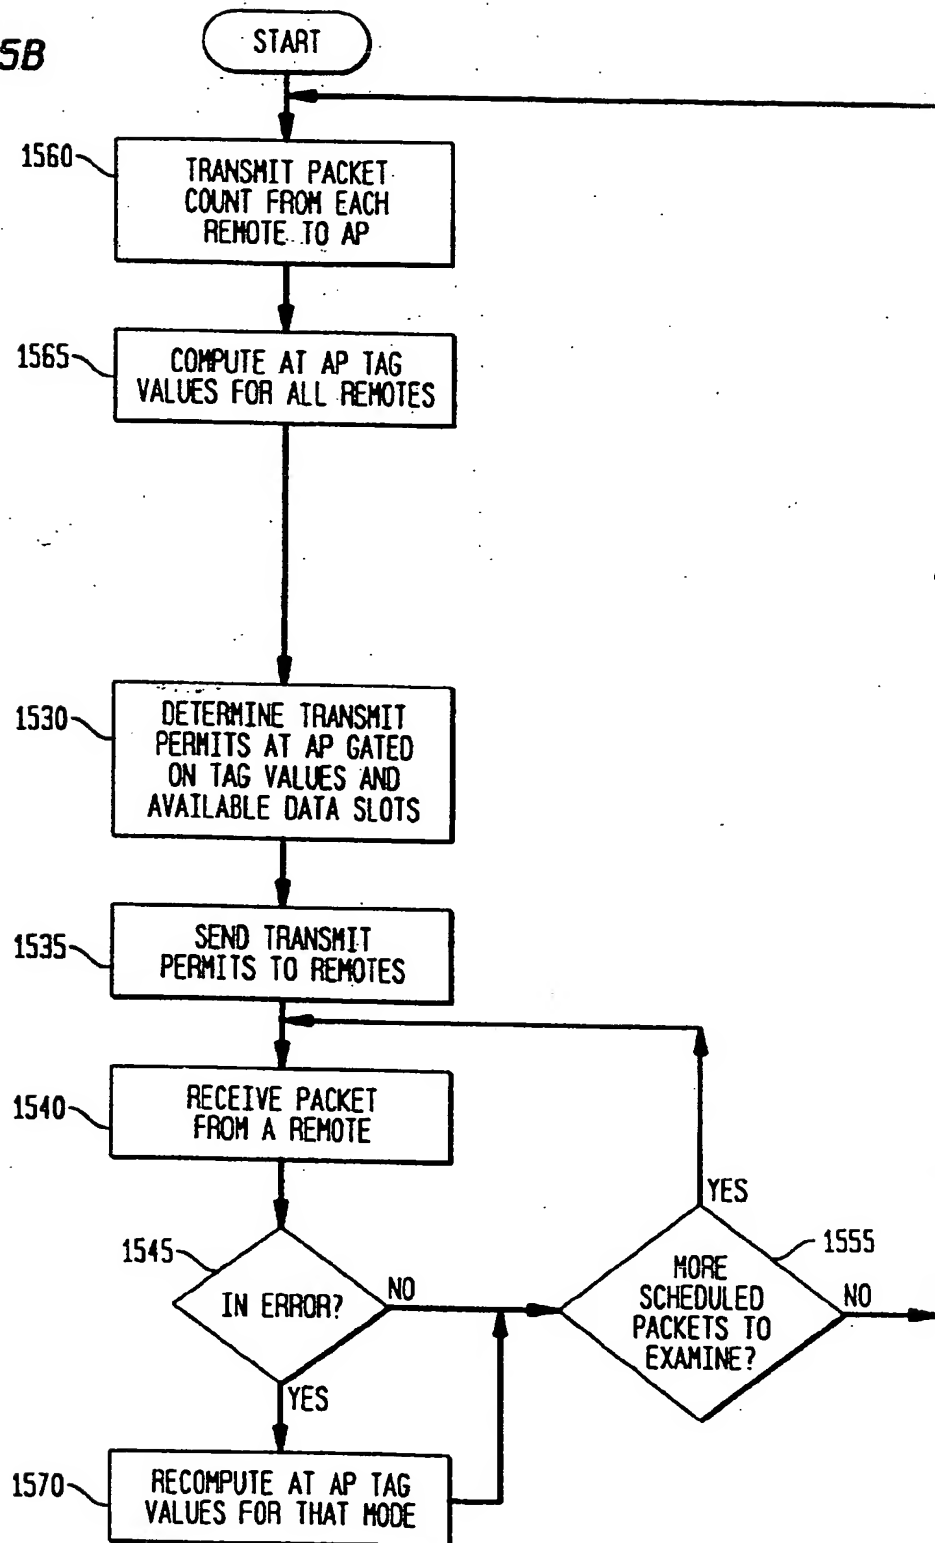 5B
START
1560
TRANSMIT PACKET
COUNT FROM EACH
REMOTE TO AP
1565
COMPUTE AT AP TAG
VALUES FOR ALL REMOTES
1530
DETERMINE TRANSMIT
PERMITS AT AP GATED
ON TAG VALUES AND
AVAILABLE DATA SLOTS
1535
SEND TRANSMIT
PERMITS TO REMOTES
1540
RECEIVE PACKET
FROM A REMOTE
1545
IN ERROR?
NO
YES
YES
1555
MORE
SCHEDULED
PACKETS TO
EXAMINE?
NO
1570
RECOMPUTE AT AP TAG
VALUES FOR THAT MODE